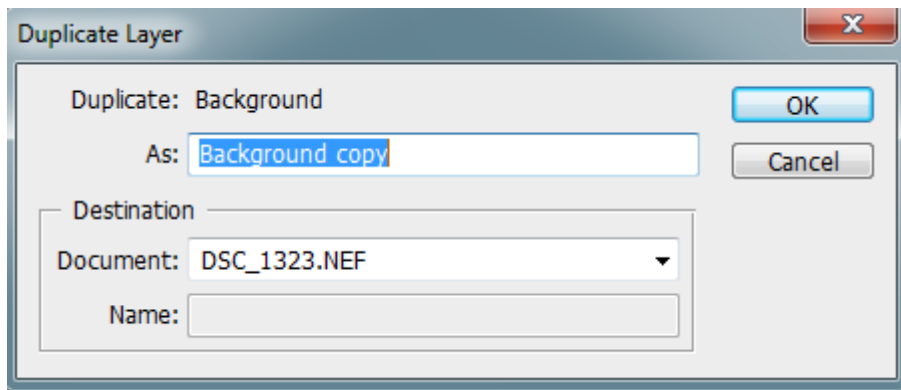 Duplicate Layer
Duplicate: Background
OK
As: Background copy
Cancel
Destination
Document: DSC_1323.NEF
Name: